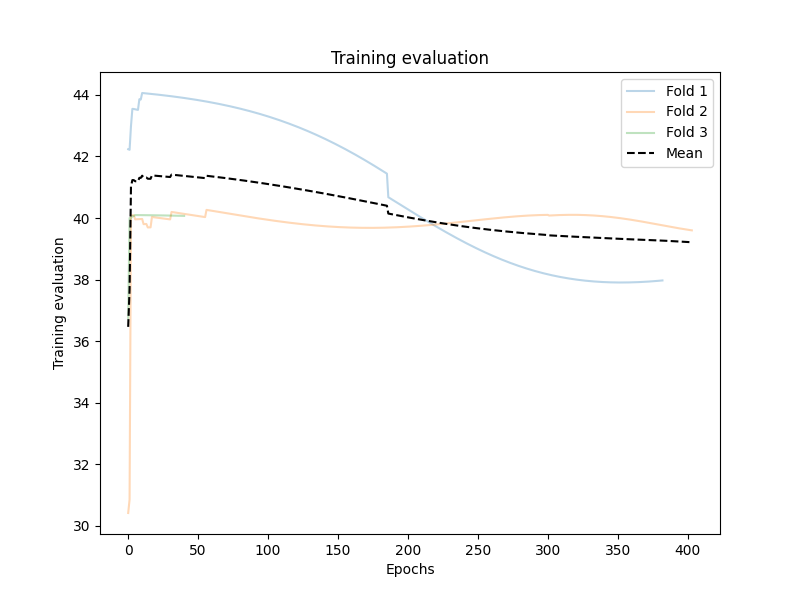 Training evaluation
Fold 1
Fold 2
Fold 3
Mean
44
42
40
38
36
34
32
30
Training evaluation
0 50 100 150 200 250 300 350 400
Epochs